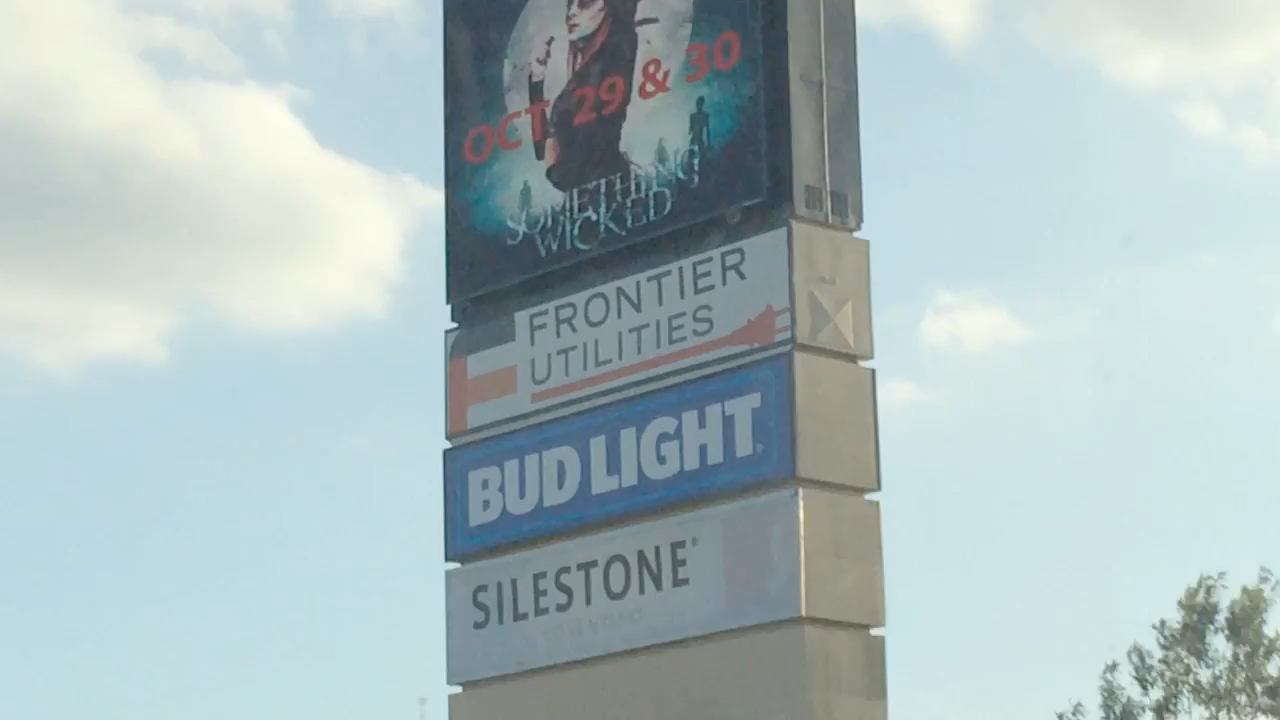 OCT 29 & 30
SOMETHING
WICKED
FRONTIER
UTILITIES
BUD LIGHT
SILESTONE®